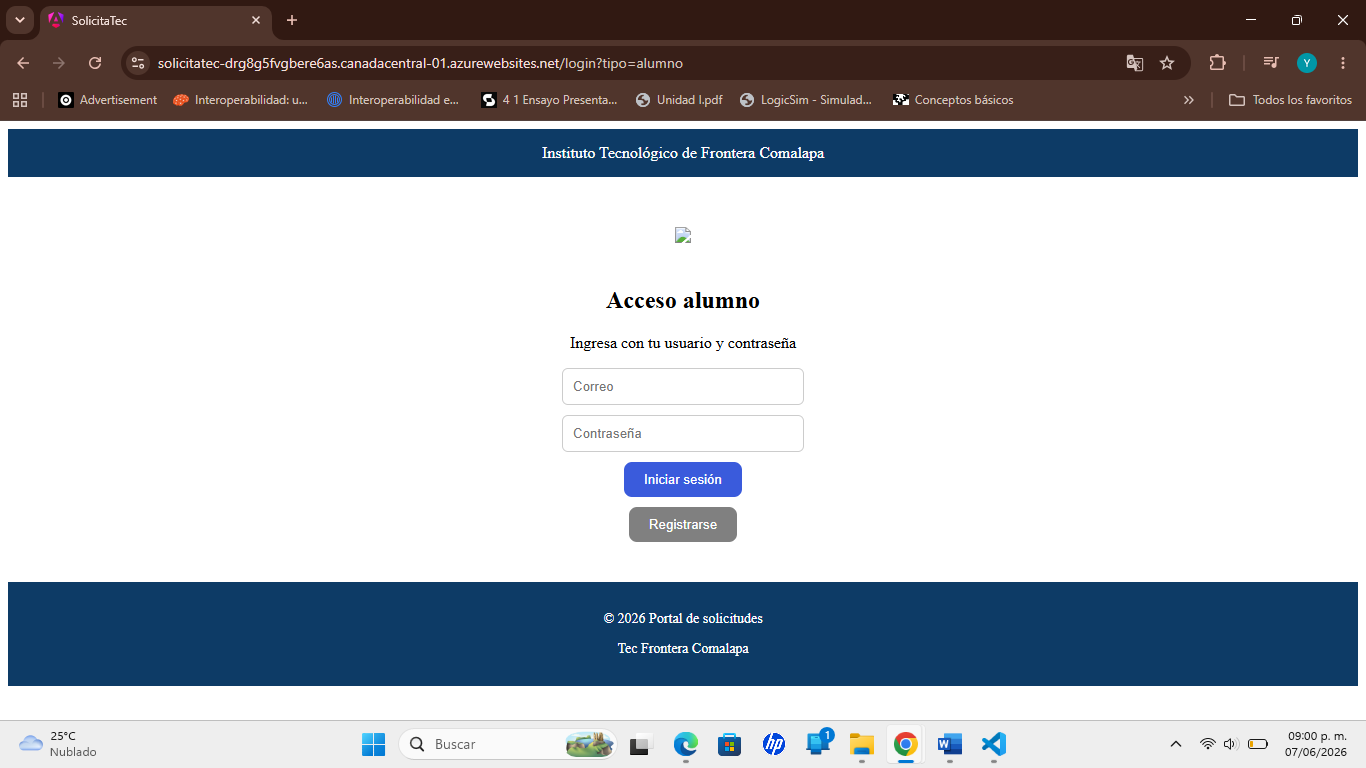 SolicitaTec
solicitatec-drg8g5fvgbere6as.canadacentral-01.azurewebsites.net/login?tipo=alumno
Y
Advertisement
Interoperabilidad: u...
Interoperabilidad e...
4 1 Ensayo Presenta...
Unidad I.pdf
LogicSim - Simulad...
Conceptos básicos
Todos los favoritos
Instituto Tecnológico de Frontera Comalapa
Acceso alumno
Ingresa con tu usuario y contraseña
Correo
Contraseña
Iniciar sesión
Registrarse
© 2026 Portal de solicitudes
Tec Frontera Comalapa
25°C
Nublado
Buscar
hp
1
W
09:00 p. m.
07/06/2026